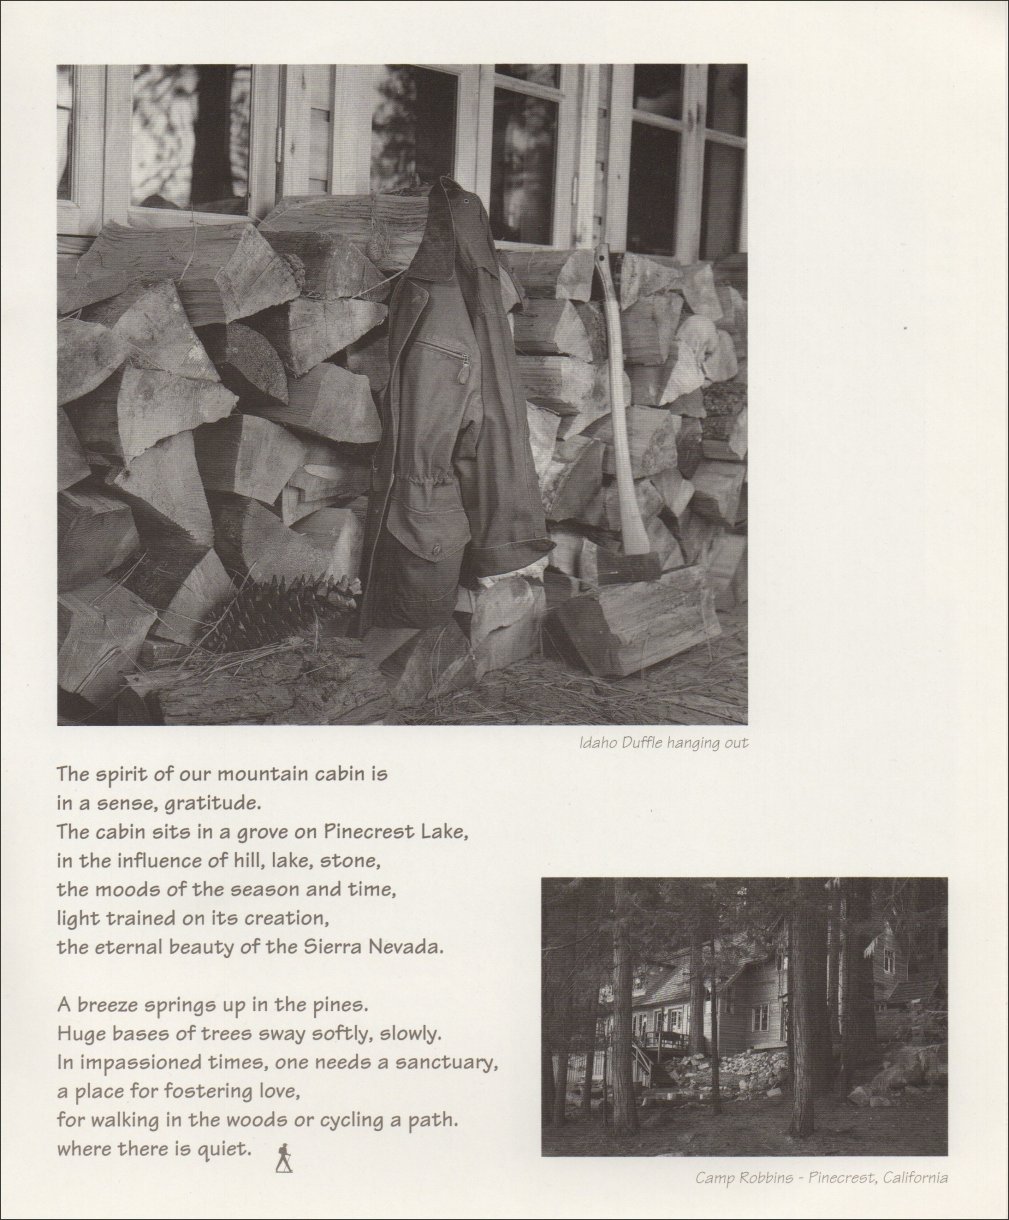 Idaho Duffle hanging out
The spirit of our mountain cabin is
in a sense, gratitude.
The cabin sits in a grove on Pinecrest Lake,
in the influence of hill, lake, stone,
the moods of the season and time,
light trained on its creation,
the eternal beauty of the Sierra Nevada.
A breeze springs up in the pines.
Huge bases of trees sway softly, slowly.
In impassioned times, one needs a sanctuary,
a place for fostering love,
for walking in the woods or cycling a path.
where there is quiet.
Camp Robbins - Pinecrest, California